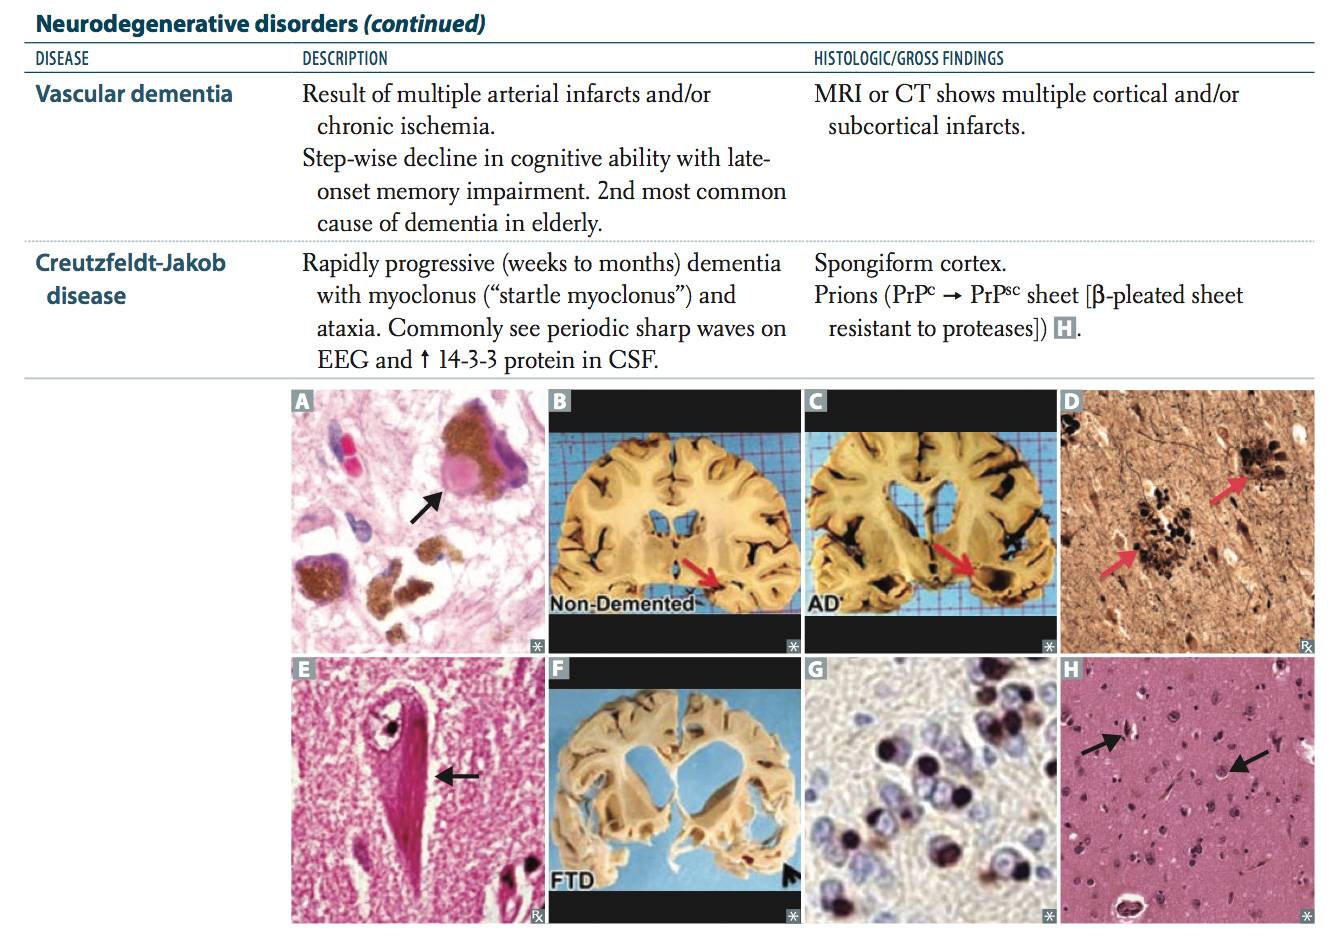 Neurodegenerative disorders (continued)
DISEASE DESCRIPTION HISTOLOGIC/GROSS FINDINGS
Vascular dementia
Result of multiple arterial infarcts and/or
chronic ischemia.
Step-wise decline in cognitive ability with late-
onset memory impairment. 2nd most common
cause of dementia in elderly.
MRI or CT shows multiple cortical and/or
subcortical infarcts.
Creutzfeldt-Jakob
disease
Rapidly progressive (weeks to months) dementia
with myoclonus (“startle myoclonus”) and
ataxia. Commonly see periodic sharp waves on
EEG and ↑ 14-3-3 protein in CSF.
Spongiform cortex.
Prions (PrPᶜ → PrPˢᶜ sheet [β-pleated sheet
resistant to proteases]) H.
A B C D
Non-Demented AD
* * * ℞
E F G H
FTD
℞ * * *